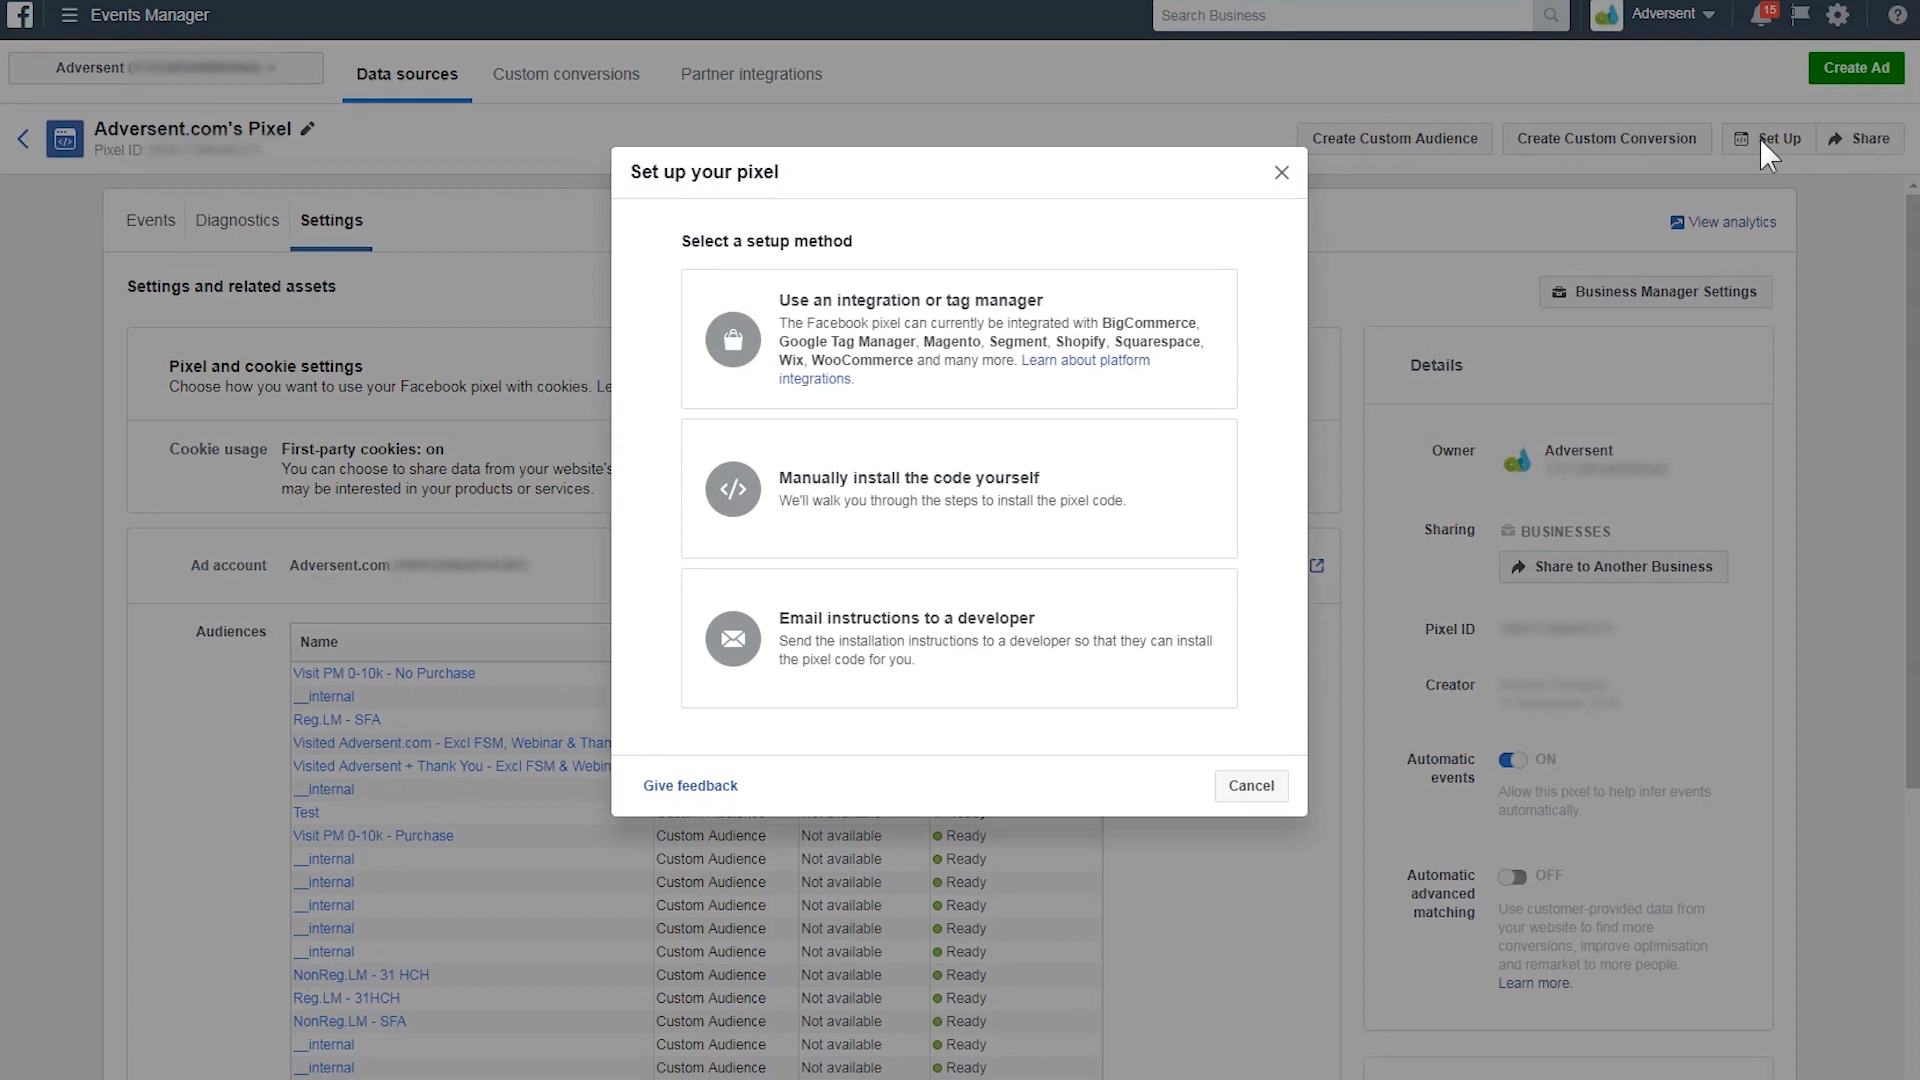 Events Manager
Search Business
Adversent
15
Adversent
Data sources
Custom conversions
Partner integrations
Create Ad
Adversent.com's Pixel
Pixel ID:
Create Custom Audience
Create Custom Conversion
Set Up
Share
Events
Diagnostics
Settings
View analytics
Settings and related assets
Business Manager Settings
Pixel and cookie settings
Choose how you want to use your Facebook pixel with cookies. Le
Cookie usage
First-party cookies: on
You can choose to share data from your website's
may be interested in your products or services.
Ad account
Adversent.com
Audiences
Name
Visit PM 0-10k - No Purchase
__internal
Reg.LM - SFA
Visited Adversent.com - Excl FSM, Webinar & Than
Visited Adversent + Thank You - Excl FSM & Webin
__internal
Test
Visit PM 0-10k - Purchase Custom Audience Not available Ready
__internal Custom Audience Not available Ready
__internal Custom Audience Not available Ready
__internal Custom Audience Not available Ready
__internal Custom Audience Not available Ready
__internal Custom Audience Not available Ready
NonReg.LM - 31 HCH Custom Audience Not available Ready
Reg.LM - 31HCH Custom Audience Not available Ready
NonReg.LM - SFA Custom Audience Not available Ready
__internal Custom Audience Not available Ready
__internal Custom Audience Not available Ready
Set up your pixel
Select a setup method
Use an integration or tag manager
The Facebook pixel can currently be integrated with BigCommerce,
Google Tag Manager, Magento, Segment, Shopify, Squarespace,
Wix, WooCommerce and many more. Learn about platform
integrations.
Manually install the code yourself
We'll walk you through the steps to install the pixel code.
Email instructions to a developer
Send the installation instructions to a developer so that they can install
the pixel code for you.
Give feedback
Cancel
Details
Owner
Adversent
Sharing
BUSINESSES
Share to Another Business
Pixel ID
Creator
Automatic
events
ON
Allow this pixel to help infer events
automatically.
Automatic
advanced
matching
OFF
Use customer-provided data from
your website to find more
conversions, improve optimisation
and remarket to more people.
Learn more.